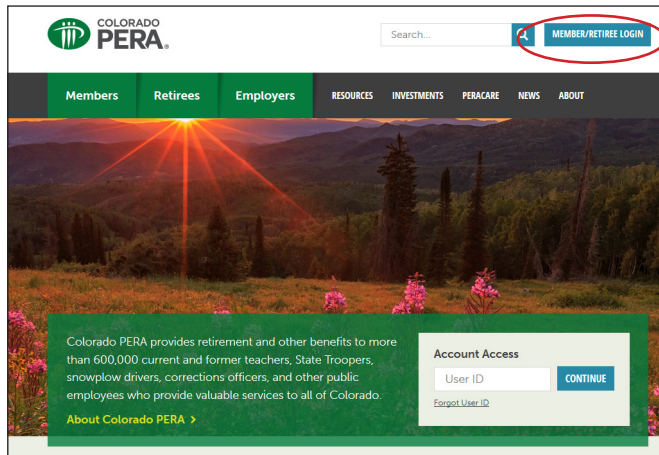 COLORADO
PERA®
Search...
MEMBER/RETIREE LOGIN
Members
Retirees
Employers
RESOURCES
INVESTMENTS
PERACARE
NEWS
ABOUT
Colorado PERA provides retirement and other benefits to more
than 600,000 current and former teachers, State Troopers,
snowplow drivers, corrections officers, and other public
employees who provide valuable services to all of Colorado.
About Colorado PERA >
Account Access
User ID
CONTINUE
Forgot User ID